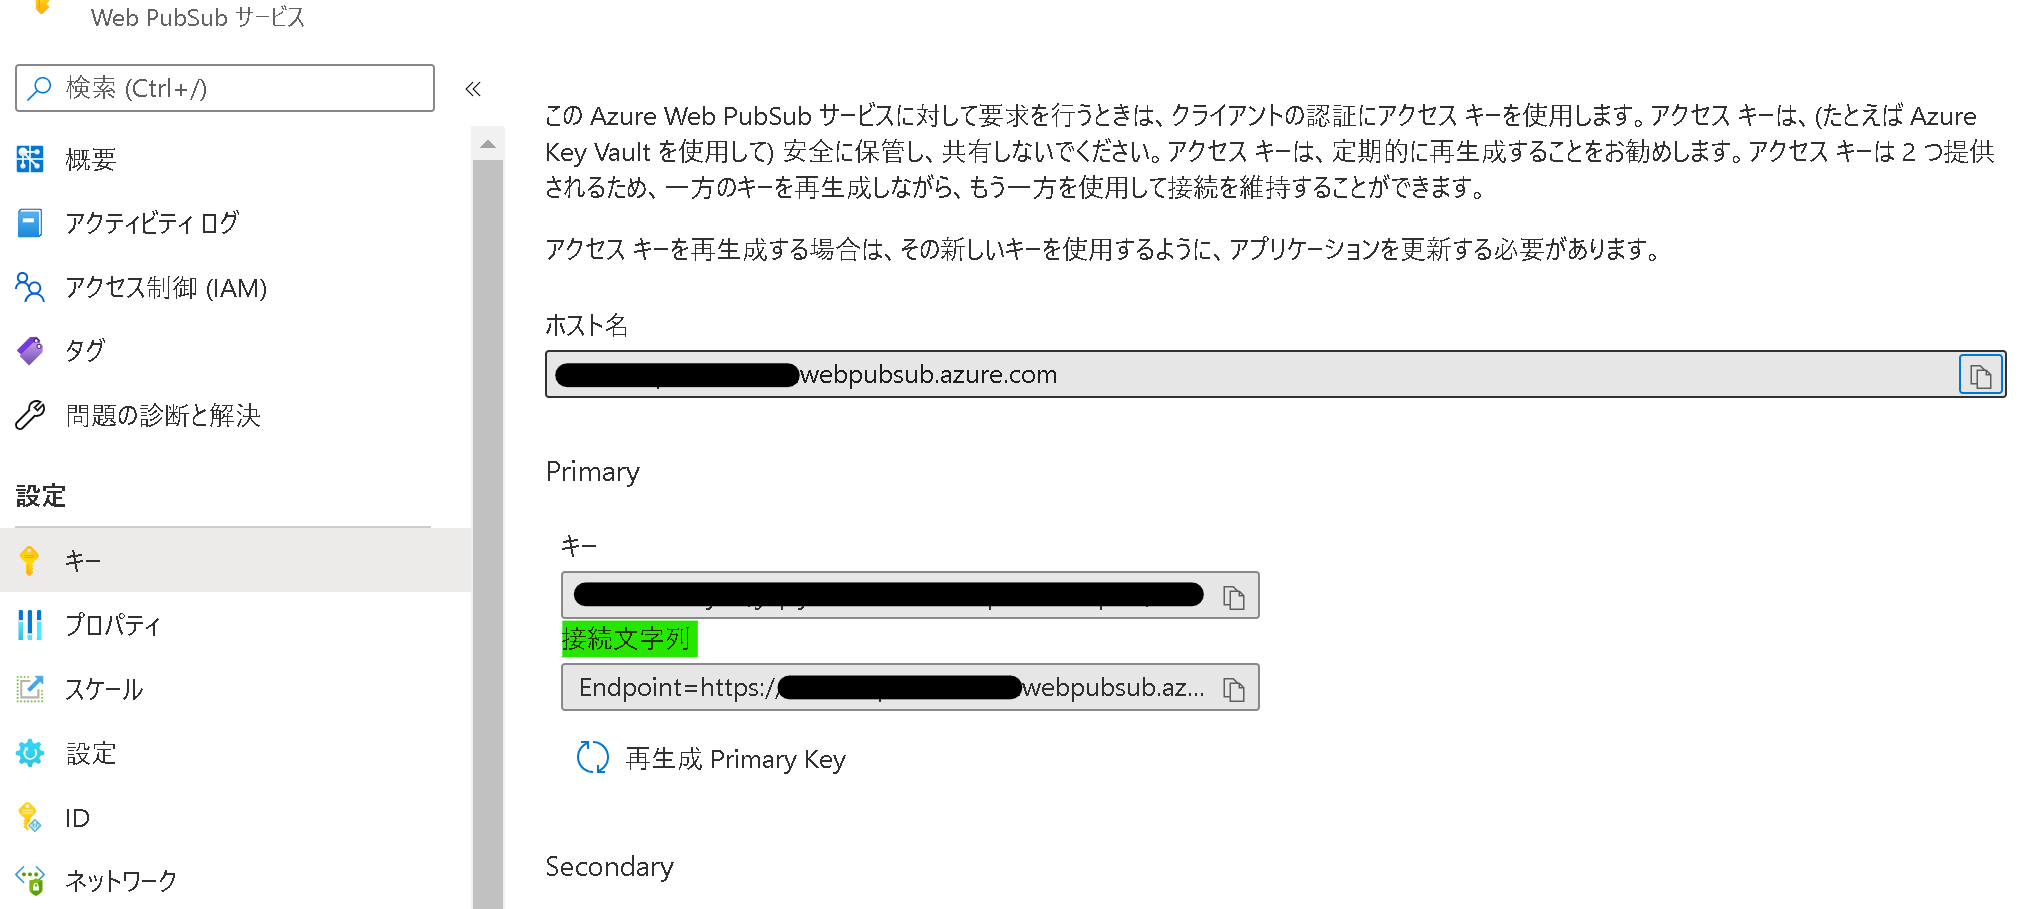 Web PubSub サービス
検索 (Ctrl+/)
概要
アクティビティ ログ
アクセス制御 (IAM)
タグ
問題の診断と解決
設定
キー
プロパティ
スケール
設定
ID
ネットワーク
この Azure Web PubSub サービスに対して要求を行うときは、クライアントの認証にアクセス キーを使用します。アクセス キーは、(たとえば Azure
Key Vault を使用して) 安全に保管し、共有しないでください。アクセス キーは、定期的に再生成することをお勧めします。アクセス キーは 2 つ提供
されるため、一方のキーを再生成しながら、もう一方を使用して接続を維持することができます。
アクセス キーを再生成する場合は、その新しいキーを使用するように、アプリケーションを更新する必要があります。
ホスト名
webpubsub.azure.com
Primary
キー
接続文字列
Endpoint=https:// webpubsub.az...
再生成 Primary Key
Secondary